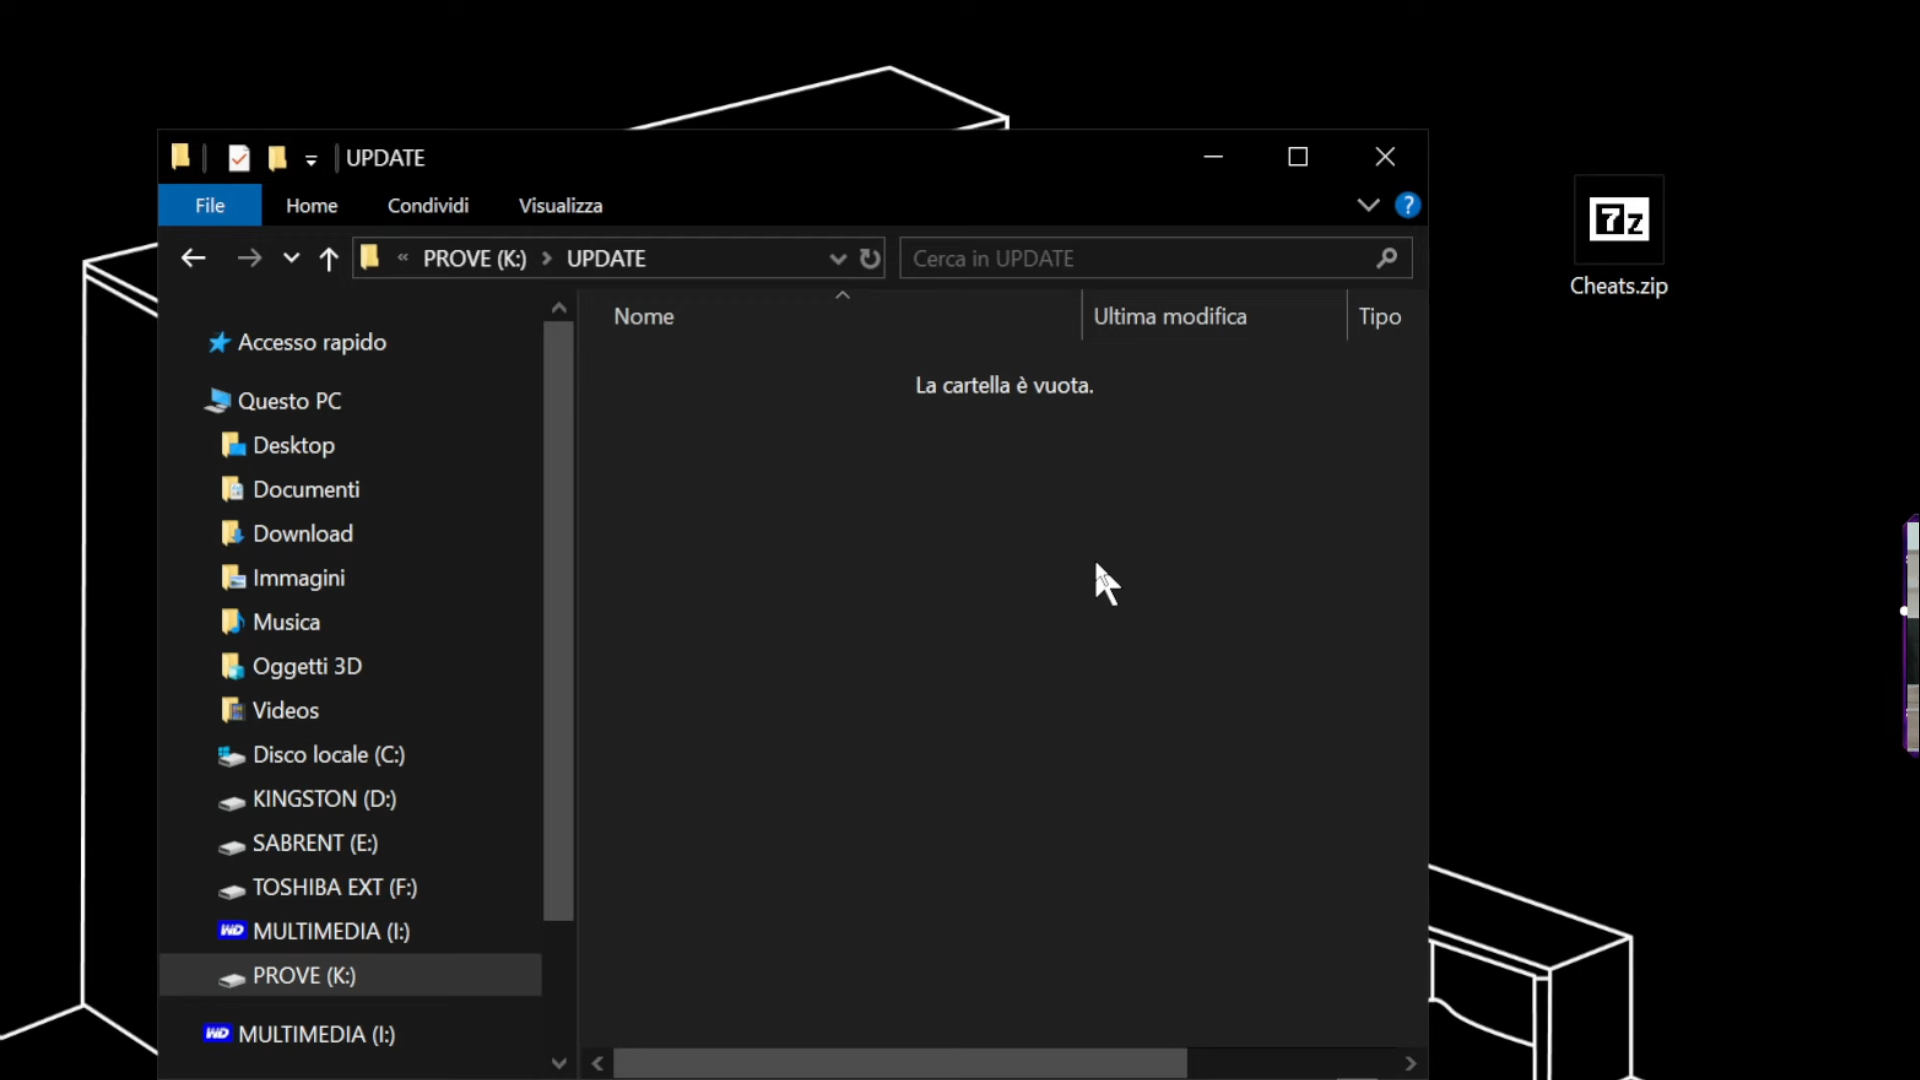 UPDATE
File Home Condividi Visualizza ?
« PROVE (K:) > UPDATE
Cerca in UPDATE
Nome Ultima modifica Tipo
La cartella è vuota.
Accesso rapido
Questo PC
Desktop
Documenti
Download
Immagini
Musica
Oggetti 3D
Videos
Disco locale (C:)
KINGSTON (D:)
SABRENT (E:)
TOSHIBA EXT (F:)
WD MULTIMEDIA (I:)
PROVE (K:)
WD MULTIMEDIA (I:)
7z
Cheats.zip